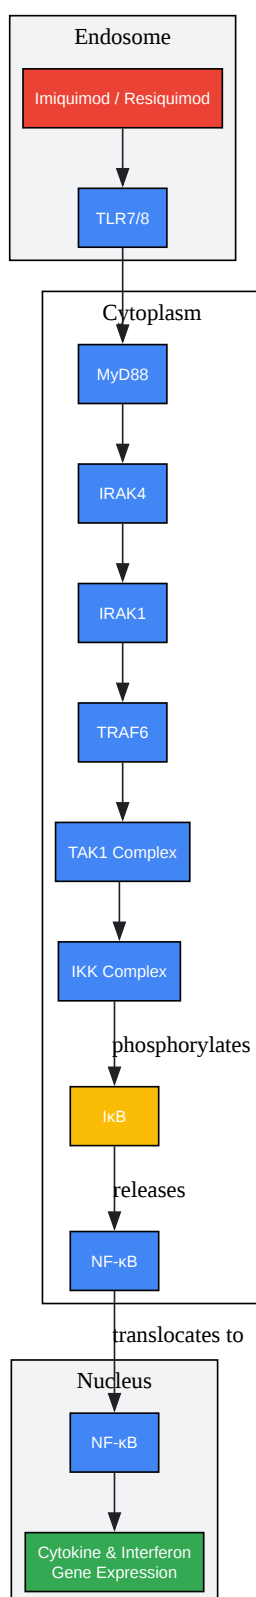 Endosome
Imiquimod / Resiquimod
TLR7/8
Cytoplasm
MyD88
IRAK4
IRAK1
TRAF6
TAK1 Complex
IKK Complex
phosphorylates
IκB
releases
NF-κB
translocates to
Nucleus
NF-κB
Cytokine & Interferon
Gene Expression